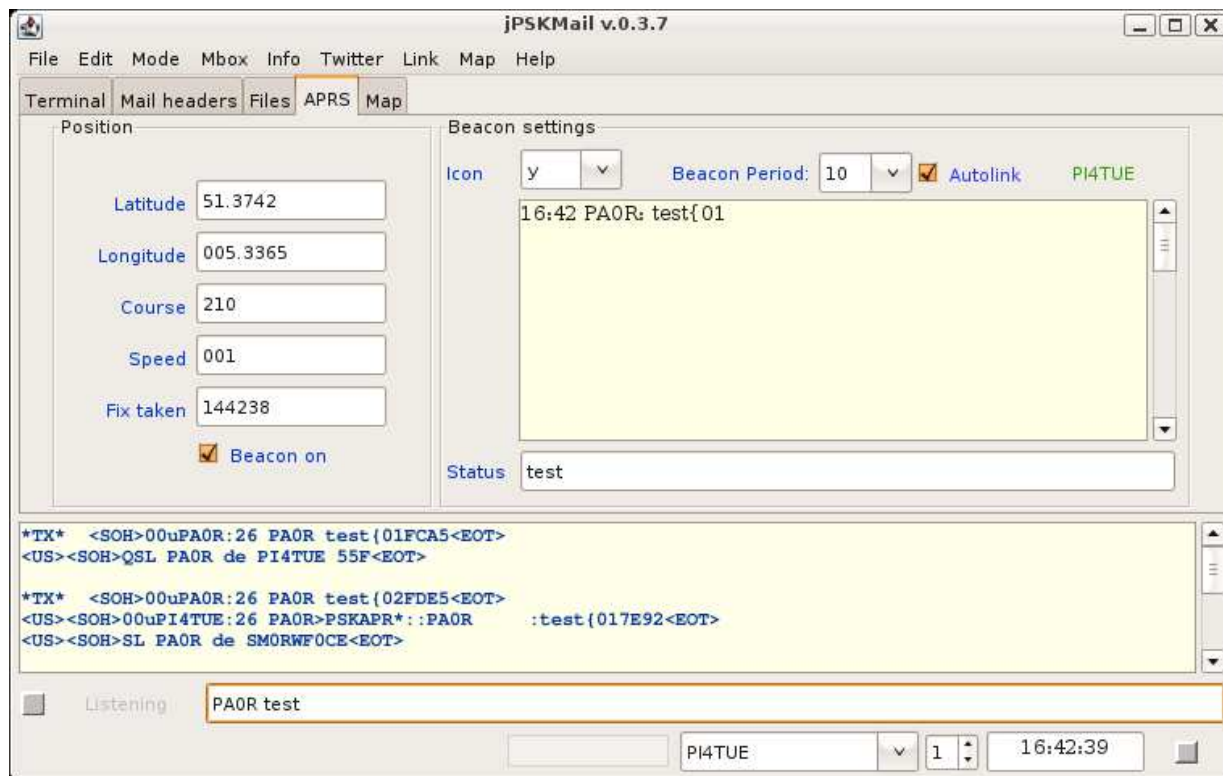 jPSKMail v.0.3.7
File Edit Mode Mbox Info Twitter Link Map Help
Terminal Mail headers Files APRS Map
Position
Latitude 51.3742
Longitude 005.3365
Course 210
Speed 001
Fix taken 144238
Beacon on
Beacon settings
Icon y Beacon Period: 10 Autolink PI4TUE
16:42 PA0R: test{01
Status test
*TX* <SOH>00uPA0R:26 PA0R test{01FCA5<EOT>
<US><SOH>QSL PA0R de PI4TUE 55F<EOT>
*TX* <SOH>00uPA0R:26 PA0R test{02FDE5<EOT>
<US><SOH>00uPI4TUE:26 PA0R>PSKAPR*::PA0R :test{017E92<EOT>
<US><SOH>SL PA0R de SM0RWF0CE<EOT>
Listening PA0R test
PI4TUE 1 16:42:39